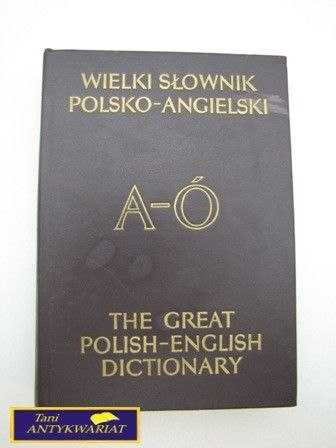 WIELKI SŁOWNIK
POLSKO-ANGIELSKI
A-Ó
THE GREAT
POLISH-ENGLISH
DICTIONARY
Tani
ANTYKWARIAT